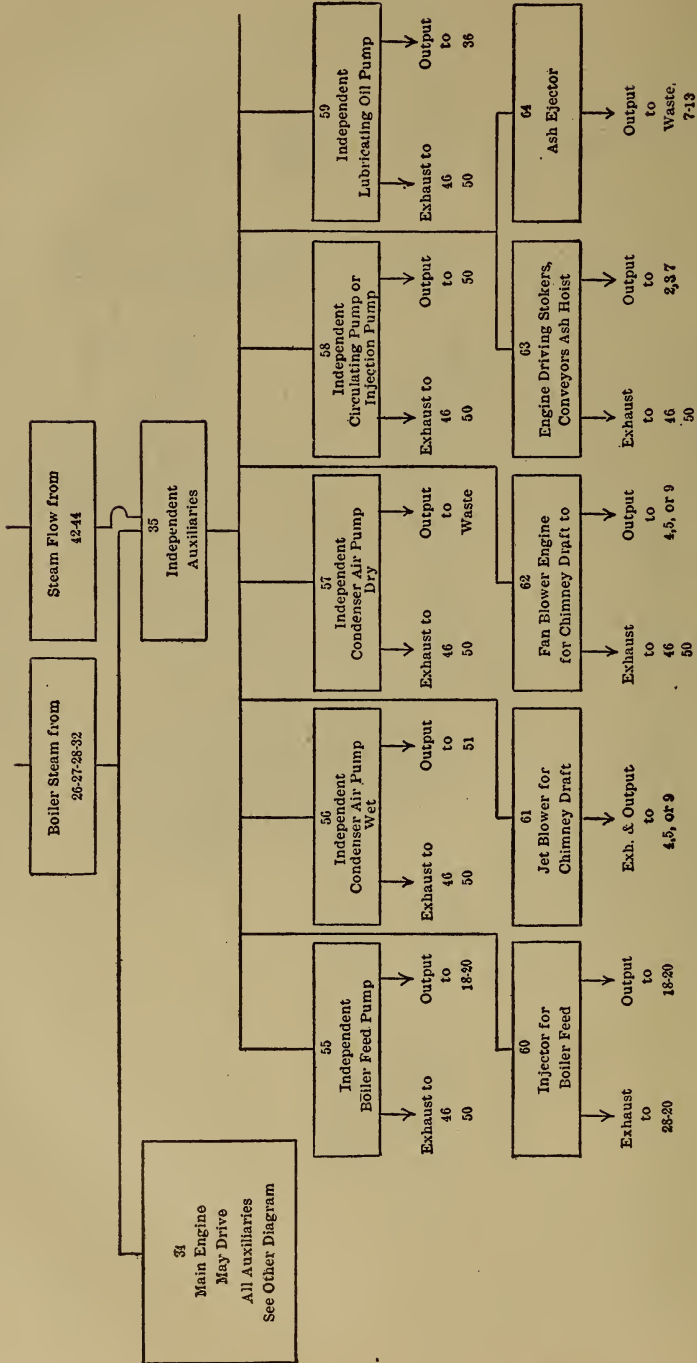 Boiler Steam from
26-27-28-32
Steam Flow from
42-44
34
Main Engine
May Drive
All Auxiliaries
See Other Diagram
35
Independent
Auxiliaries
55
Independent
Boiler Feed Pump
Exhaust to
46
50
Output
to
18-20
56
Independent
Condenser Air Pump
Wet
Exhaust to
46
50
Output
to
51
57
Independent
Condenser Air Pump
Dry
Exhaust to
46
50
Output
to
Waste
58
Independent
Circulating Pump or
Injection Pump
Exhaust to
46
50
Output
to
50
59
Independent
Lubricating Oil Pump
Exhaust to
46
50
Output
to
36
60
Injector for
Boiler Feed
Exhaust
to
28-20
Output
to
18-20
61
Jet Blower for
Chimney Draft
Exh. & Output
to
4,5, or 9
62
Fan Blower Engine
for Chimney Draft to
Exhaust
to
46
50
Output
to
4,5, or 9
63
Engine Driving Stokers,
Conveyors Ash Hoist
Exhaust
to
46
50
Output
to
2,3 7
64
Ash Ejector
Output
to
Waste,
7-13